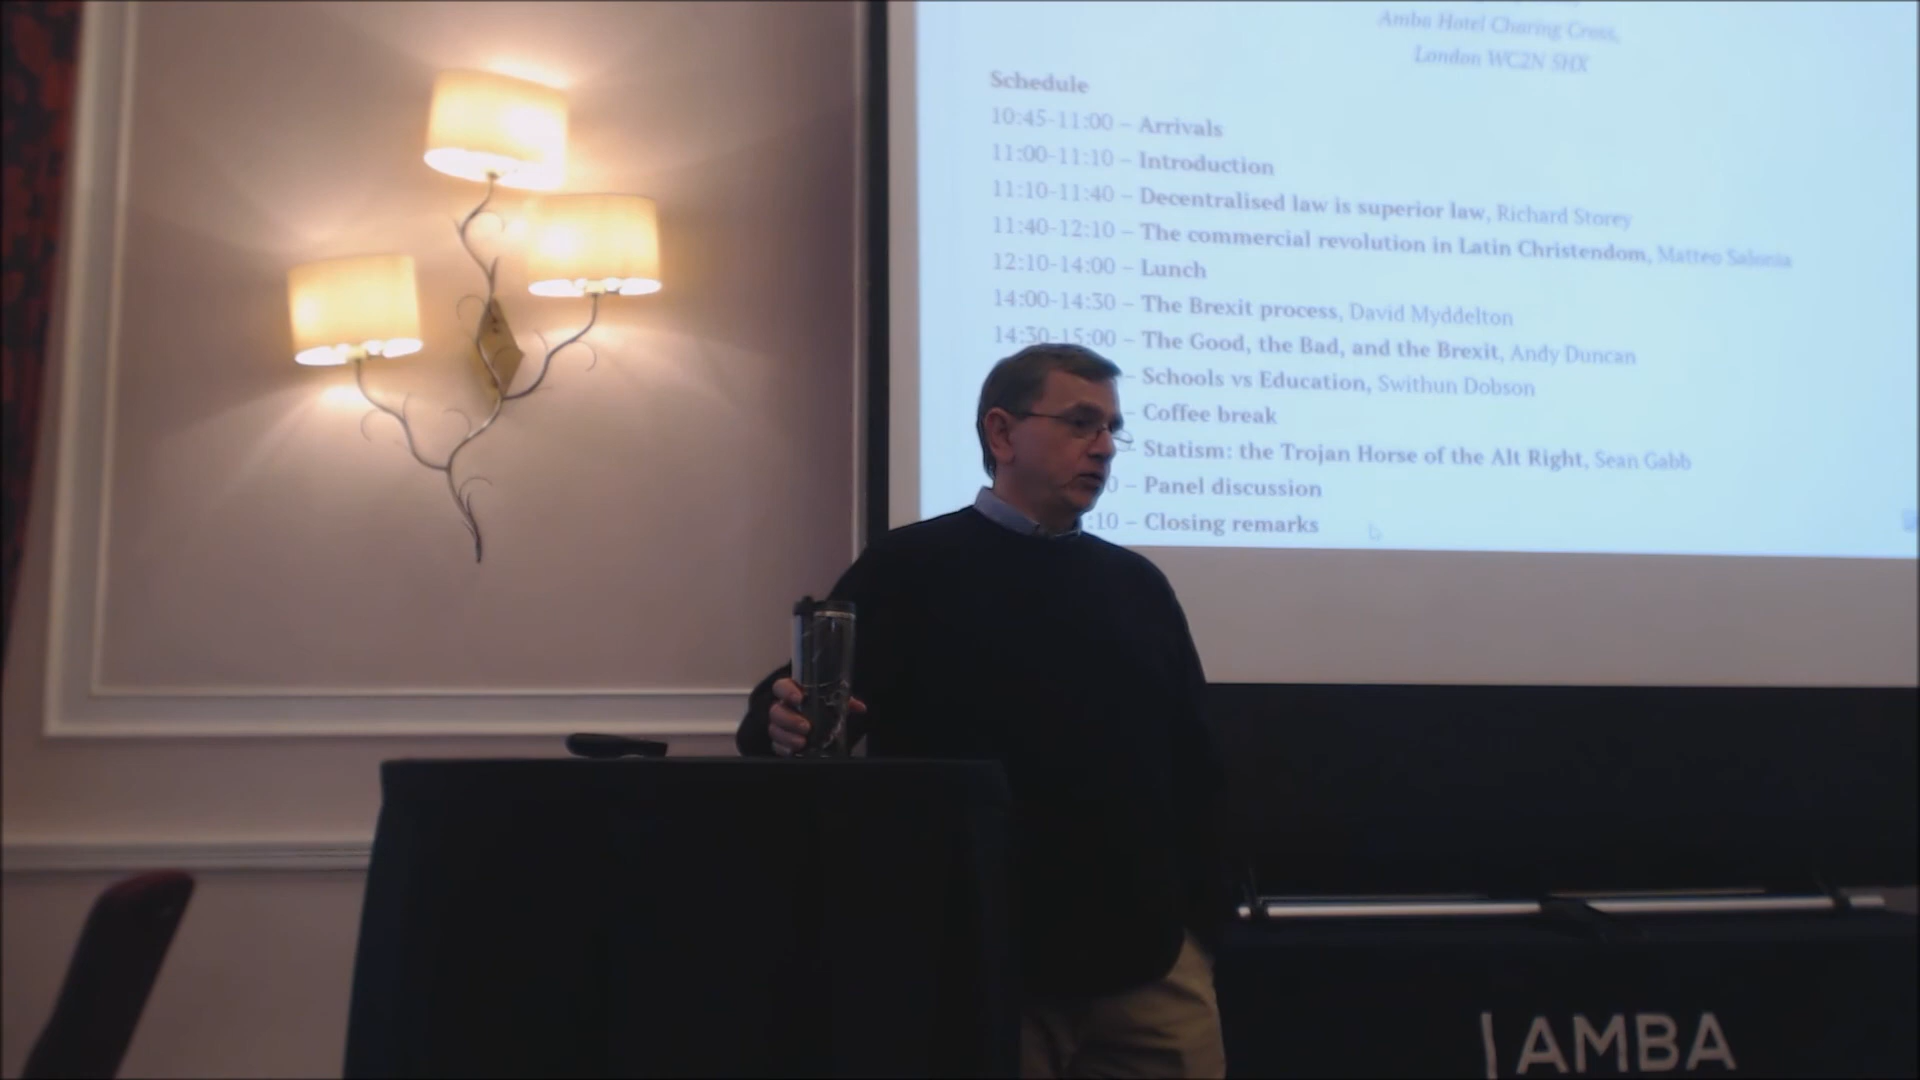 Amba Hotel Charing Cross,
London WC2N 5HX
Schedule
10:45-11:00 – Arrivals
11:00-11:10 – Introduction
11:10-11:40 – Decentralised law is superior law, Richard Storey
11:40-12:10 – The commercial revolution in Latin Christendom, Matteo Salonia
12:10-14:00 – Lunch
14:00-14:30 – The Brexit process, David Myddelton
14:30-15:00 – The Good, the Bad, and the Brexit, Andy Duncan
– Schools vs Education, Swithun Dobson
– Coffee break
– Statism: the Trojan Horse of the Alt Right, Sean Gabb
0 – Panel discussion
:10 – Closing remarks
AMBA